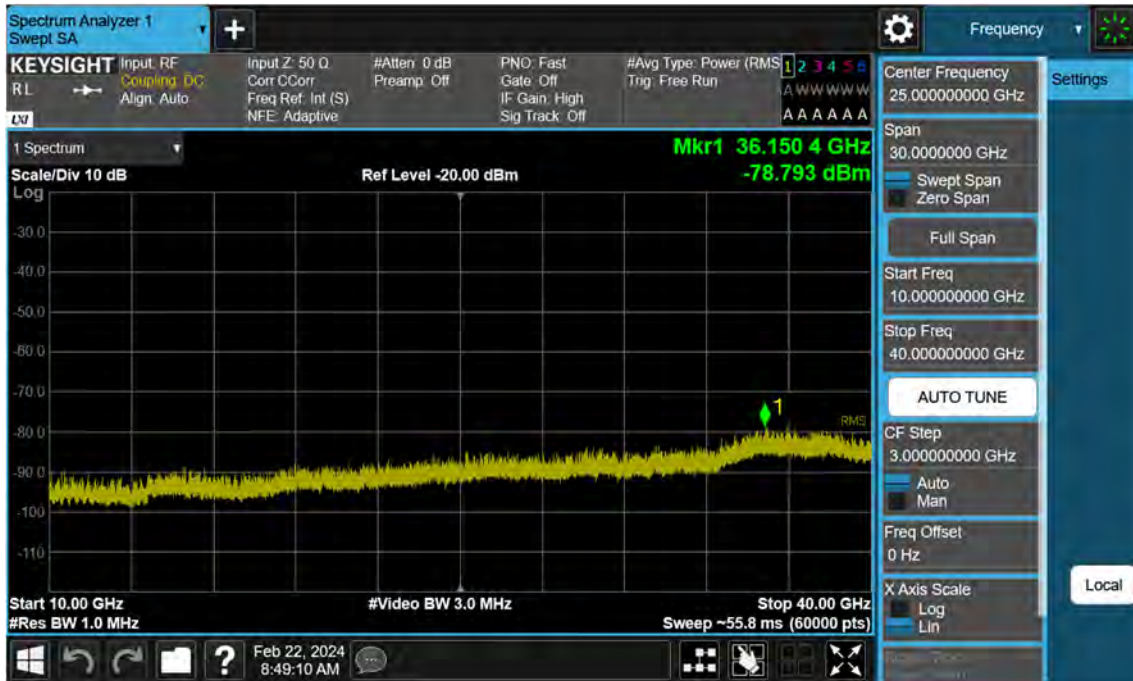 Spectrum Analyzer 1
Swept SA
+
Frequency
KEYSIGHT
RL
LXI
Input: RF
Coupling: DC
Align: Auto
Input Z: 50 Ω
Corr CCorr
Freq Ref: Int (S)
NFE: Adaptive
#Atten: 0 dB
Preamp: Off
PNO: Fast
Gate: Off
IF Gain: High
Sig Track: Off
#Avg Type: Power (RMS
Trig: Free Run
1 2 3 4 5 6
A W W W W W
A A A A A A
1 Spectrum
Scale/Div 10 dB
Ref Level -20.00 dBm
Mkr1 36.150 4 GHz
-78.793 dBm
Log
-30.0
-40.0
-50.0
-60.0
-70.0
-80.0
-90.0
-100
-110
1
RMS
Start 10.00 GHz
#Video BW 3.0 MHz
Stop 40.00 GHz
#Res BW 1.0 MHz
Sweep ~55.8 ms (60000 pts)
Center Frequency
25.000000000 GHz
Settings
Span
30.0000000 GHz
Swept Span
Zero Span
Full Span
Start Freq
10.000000000 GHz
Stop Freq
40.000000000 GHz
AUTO TUNE
CF Step
3.000000000 GHz
Auto
Man
Freq Offset
0 Hz
X Axis Scale
Log
Lin
Local
?
Feb 22, 2024
8:49:10 AM